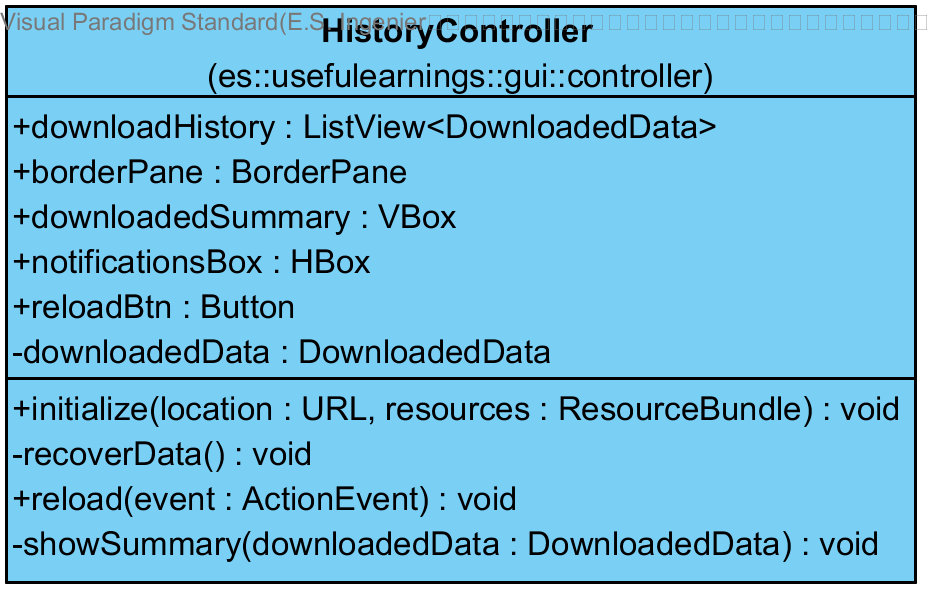 Visual Paradigm Standard(E.S. Ingenier
HistoryController
(es::usefulearnings::gui::controller)
+downloadHistory : ListView<DownloadedData>
+borderPane : BorderPane
+downloadedSummary : VBox
+notificationsBox : HBox
+reloadBtn : Button
-downloadedData : DownloadedData
+initialize(location : URL, resources : ResourceBundle) : void
-recoverData() : void
+reload(event : ActionEvent) : void
-showSummary(downloadedData : DownloadedData) : void